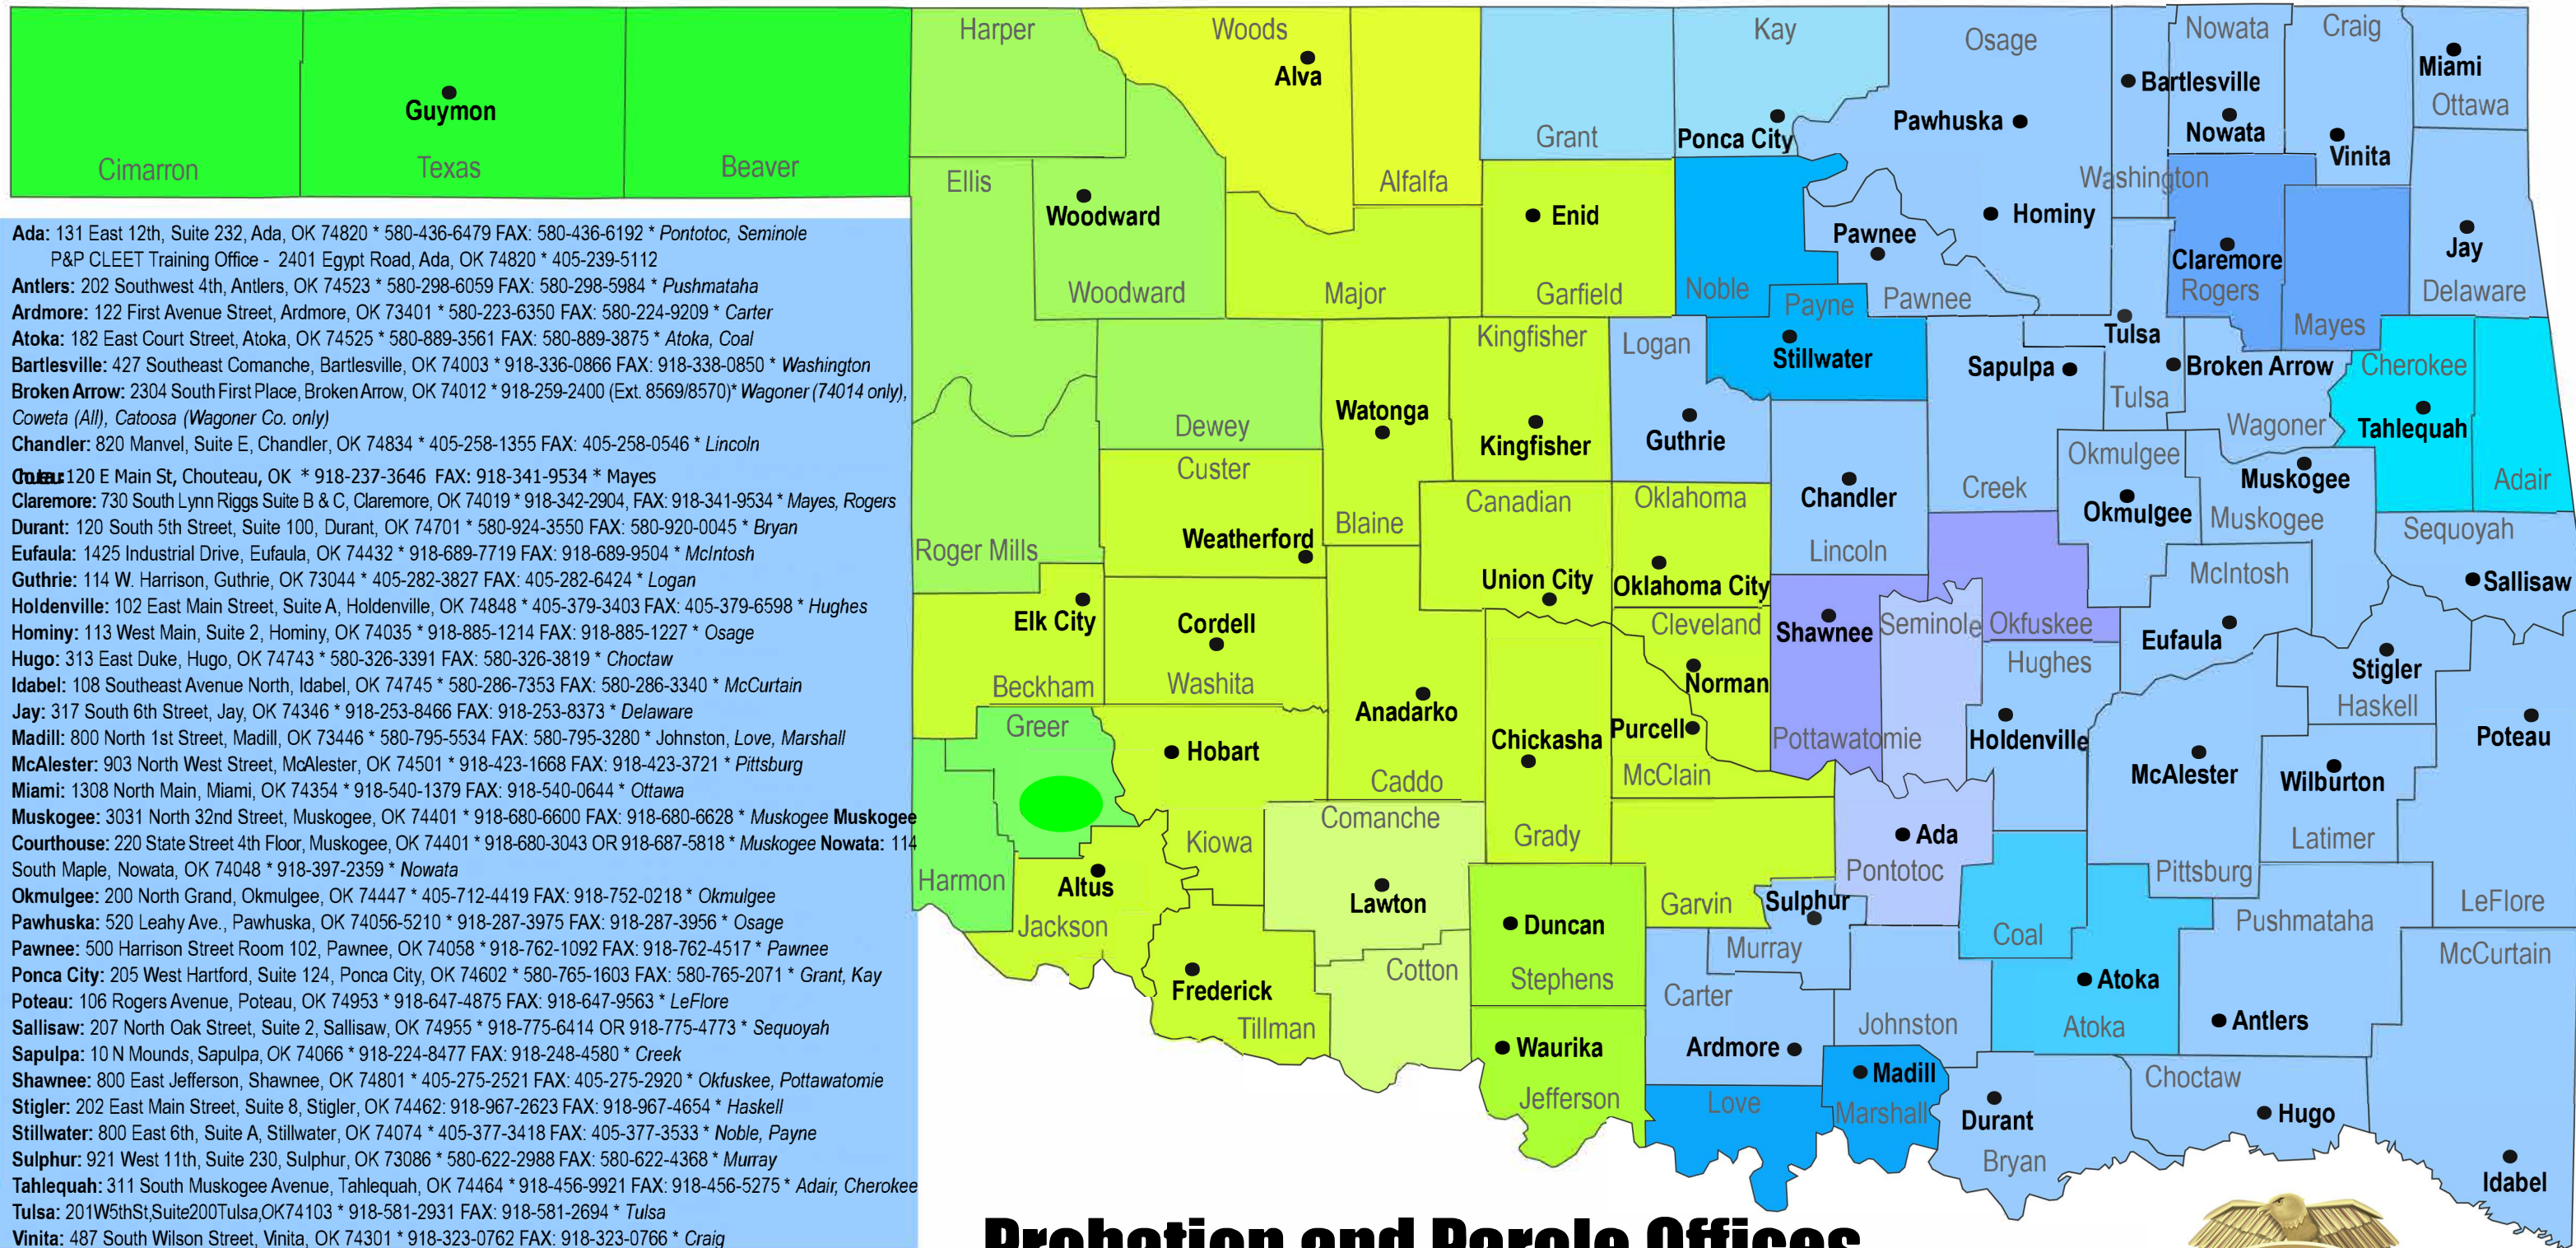 Harper
Woods
Alva
Kay
Osage
Nowata
Craig
Miami
Ottawa
Bartlesville
Guymon
Grant
Ponca City
Pawhuska
Nowata
Vinita
Cimarron
Texas
Beaver
Ellis
Alfalfa
Washington
Woodward
Enid
Hominy
Pawnee
Claremore
Jay
Woodward
Major
Garfield
Noble
Payne
Pawnee
Rogers
Delaware
Kingfisher
Logan
Stillwater
Tulsa
Mayes
Sapulpa
Broken Arrow
Cherokee
Tulsa
Dewey
Watonga
Kingfisher
Guthrie
Wagoner
Tahlequah
Custer
Chandler
Creek
Okmulgee
Muskogee
Adair
Canadian
Oklahoma
Okmulgee
Muskogee
Blaine
Weatherford
Roger Mills
Lincoln
Sequoyah
Union City
Oklahoma City
McIntosh
Sallisaw
Elk City
Cordell
Cleveland
Shawnee
Seminole
Okfuskee
Eufaula
Beckham
Washita
Norman
Hughes
Stigler
Haskell
Greer
Hobart
Anadarko
Chickasha
Purcell
Pottawatomie
Holdenville
McAlester
Wilburton
Poteau
Caddo
McClain
Kiowa
Comanche
Grady
Ada
Latimer
Harmon
Altus
Jackson
Lawton
Garvin
Sulphur
Pontotoc
Pittsburg
LeFlore
Duncan
Murray
Coal
Pushmataha
McCurtain
Frederick
Cotton
Stephens
Carter
Atoka
Tillman
Johnston
Atoka
Antlers
Waurika
Ardmore
Madill
Choctaw
Jefferson
Love
Marshall
Durant
Hugo
Bryan
Idabel
Ada: 131 East 12th, Suite 232, Ada, OK 74820 * 580-436-6479 FAX: 580-436-6192 * Pontotoc, Seminole
P&P CLEET Training Office - 2401 Egypt Road, Ada, OK 74820 * 405-239-5112
Antlers: 202 Southwest 4th, Antlers, OK 74523 * 580-298-6059 FAX: 580-298-5984 * Pushmataha
Ardmore: 122 First Avenue Street, Ardmore, OK 73401 * 580-223-6350 FAX: 580-224-9209 * Carter
Atoka: 182 East Court Street, Atoka, OK 74525 * 580-889-3561 FAX: 580-889-3875 * Atoka, Coal
Bartlesville: 427 Southeast Comanche, Bartlesville, OK 74003 * 918-336-0866 FAX: 918-338-0850 * Washington
Broken Arrow: 2304 South First Place, Broken Arrow, OK 74012 * 918-259-2400 (Ext. 8569/8570)* Wagoner (74014 only),
Coweta (All), Catoosa (Wagoner Co. only)
Chandler: 820 Manvel, Suite E, Chandler, OK 74834 * 405-258-1355 FAX: 405-258-0546 * Lincoln
120 E Main St, Chouteau, OK * 918-237-3646 FAX: 918-341-9534 * Mayes
Claremore: 730 South Lynn Riggs Suite B & C, Claremore, OK 74019 * 918-342-2904, FAX: 918-341-9534 * Mayes, Rogers
Durant: 120 South 5th Street, Suite 100, Durant, OK 74701 * 580-924-3550 FAX: 580-920-0045 * Bryan
Eufaula: 1425 Industrial Drive, Eufaula, OK 74432 * 918-689-7719 FAX: 918-689-9504 * McIntosh
Guthrie: 114 W. Harrison, Guthrie, OK 73044 * 405-282-3827 FAX: 405-282-6424 * Logan
Holdenville: 102 East Main Street, Suite A, Holdenville, OK 74848 * 405-379-3403 FAX: 405-379-6598 * Hughes
Hominy: 113 West Main, Suite 2, Hominy, OK 74035 * 918-885-1214 FAX: 918-885-1227 * Osage
Hugo: 313 East Duke, Hugo, OK 74743 * 580-326-3391 FAX: 580-326-3819 * Choctaw
Idabel: 108 Southeast Avenue North, Idabel, OK 74745 * 580-286-7353 FAX: 580-286-3340 * McCurtain
Jay: 317 South 6th Street, Jay, OK 74346 * 918-253-8466 FAX: 918-253-8373 * Delaware
Madill: 800 North 1st Street, Madill, OK 73446 * 580-795-5534 FAX: 580-795-3280 * Johnston, Love, Marshall
McAlester: 903 North West Street, McAlester, OK 74501 * 918-423-1668 FAX: 918-423-3721 * Pittsburg
Miami: 1308 North Main, Miami, OK 74354 * 918-540-1379 FAX: 918-540-0644 * Ottawa
Muskogee: 3031 North 32nd Street, Muskogee, OK 74401 * 918-680-6600 FAX: 918-680-6628 * Muskogee Muskogee
Courthouse: 220 State Street 4th Floor, Muskogee, OK 74401 * 918-680-3043 OR 918-687-5818 * Muskogee Nowata: 114
South Maple, Nowata, OK 74048 * 918-397-2359 * Nowata
Okmulgee: 200 North Grand, Okmulgee, OK 74447 * 405-712-4419 FAX: 918-752-0218 * Okmulgee
Pawhuska: 520 Leahy Ave., Pawhuska, OK 74056-5210 * 918-287-3975 FAX: 918-287-3956 * Osage
Pawnee: 500 Harrison Street Room 102, Pawnee, OK 74058 * 918-762-1092 FAX: 918-762-4517 * Pawnee
Ponca City: 205 West Hartford, Suite 124, Ponca City, OK 74602 * 580-765-1603 FAX: 580-765-2071 * Grant, Kay
Poteau: 106 Rogers Avenue, Poteau, OK 74953 * 918-647-4875 FAX: 918-647-9563 * LeFlore
Sallisaw: 207 North Oak Street, Suite 2, Sallisaw, OK 74955 * 918-775-6414 OR 918-775-4773 * Sequoyah
Sapulpa: 10 N Mounds, Sapulpa, OK 74066 * 918-224-8477 FAX: 918-248-4580 * Creek
Shawnee: 800 East Jefferson, Shawnee, OK 74801 * 405-275-2521 FAX: 405-275-2920 * Okfuskee, Pottawatomie
Stigler: 202 East Main Street, Suite 8, Stigler, OK 74462: 918-967-2623 FAX: 918-967-4654 * Haskell
Stillwater: 800 East 6th, Suite A, Stillwater, OK 74074 * 405-377-3418 FAX: 405-377-3533 * Noble, Payne
Sulphur: 921 West 11th, Suite 230, Sulphur, OK 73086 * 580-622-2988 FAX: 580-622-4368 * Murray
Tahlequah: 311 South Muskogee Avenue, Tahlequah, OK 74464 * 918-456-9921 FAX: 918-456-5275 * Adair, Cherokee
Tulsa: 201W5thSt,Suite200Tulsa,OK74103 * 918-581-2931 FAX: 918-581-2694 * Tulsa
Vinita: 487 South Wilson Street, Vinita, OK 74301 * 918-323-0762 FAX: 918-323-0766 * Craig
Probation and Parole Offices